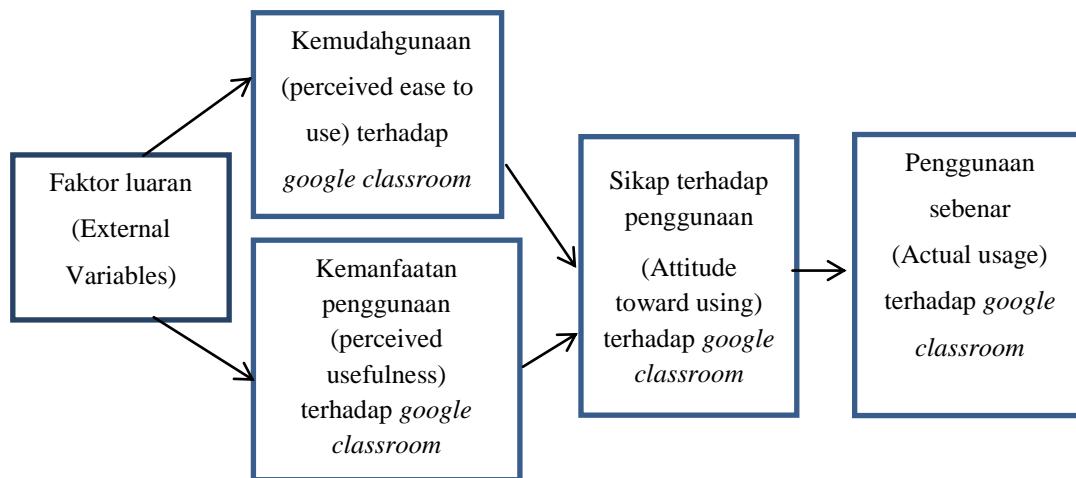 Faktor luaran
(External
Variables)
Kemudahgunaan
(perceived ease to
use) terhadap
google classroom
Kemanfaatan
penggunaan
(perceived
usefulness)
terhadap google
classroom
Sikap terhadap
penggunaan
(Attitude
toward using)
terhadap google
classroom
Penggunaan
sebenar
(Actual usage)
terhadap google
classroom